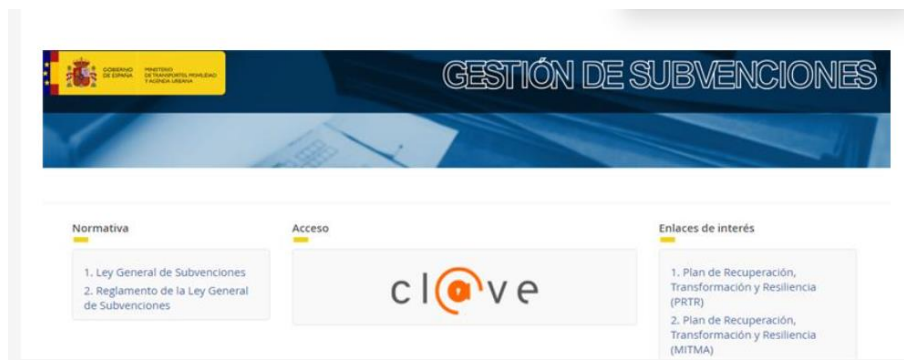 GOBIERNO
DE ESPAÑA
MINISTERIO
DE TRANSPORTES, MOVILIDAD
Y AGENDA URBANA
GESTIÓN DE SUBVENCIONES
Normativa
1. Ley General de Subvenciones
2. Reglamento de la Ley General
de Subvenciones
Acceso
cl@ve
Enlaces de interés
1. Plan de Recuperación,
Transformación y Resiliencia
(PRTR)
2. Plan de Recuperación,
Transformación y Resiliencia
(MITMA)